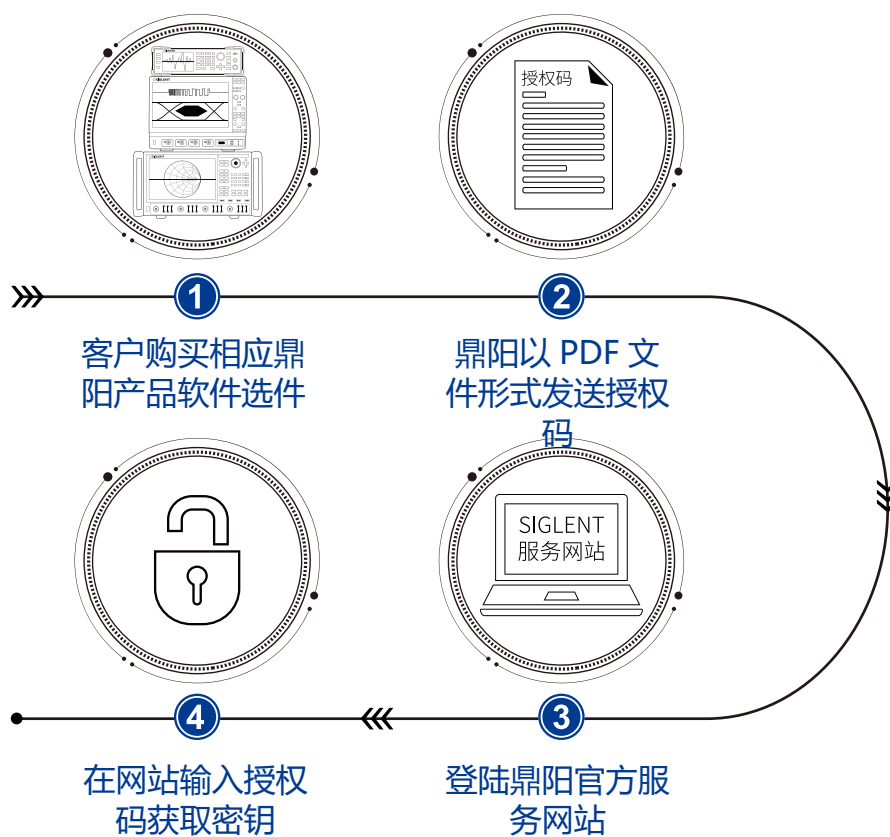 SIGLENT
SIGLENT
授权码
1
2
客户购买相应鼎
阳产品软件选件
鼎阳以 PDF 文
件形式发送授权
码
SIGLENT
服务网站
4
3
在网站输入授权
码获取密钥
登陆鼎阳官方服
务网站